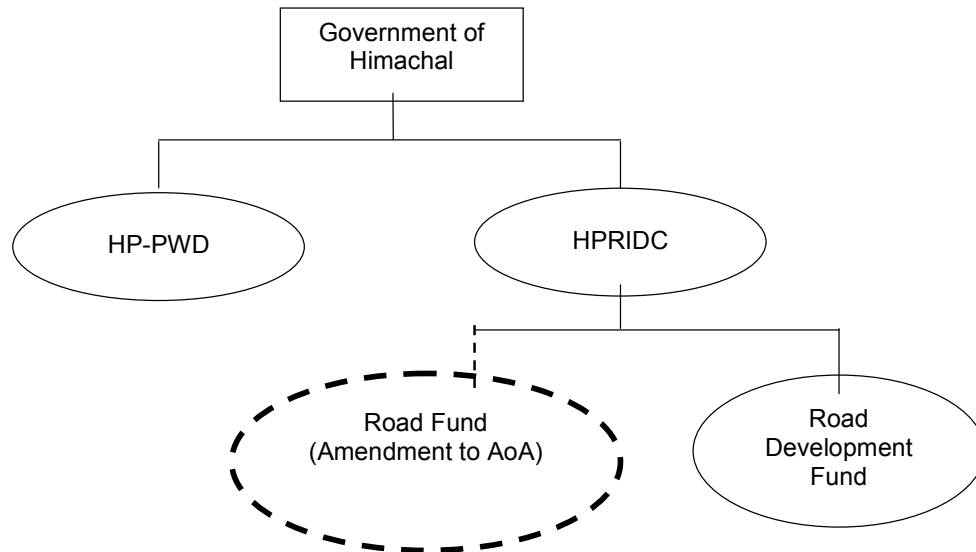 Government of
Himachal
HP-PWD
HPRIDC
Road Fund
(Amendment to AoA)
Road
Development
Fund